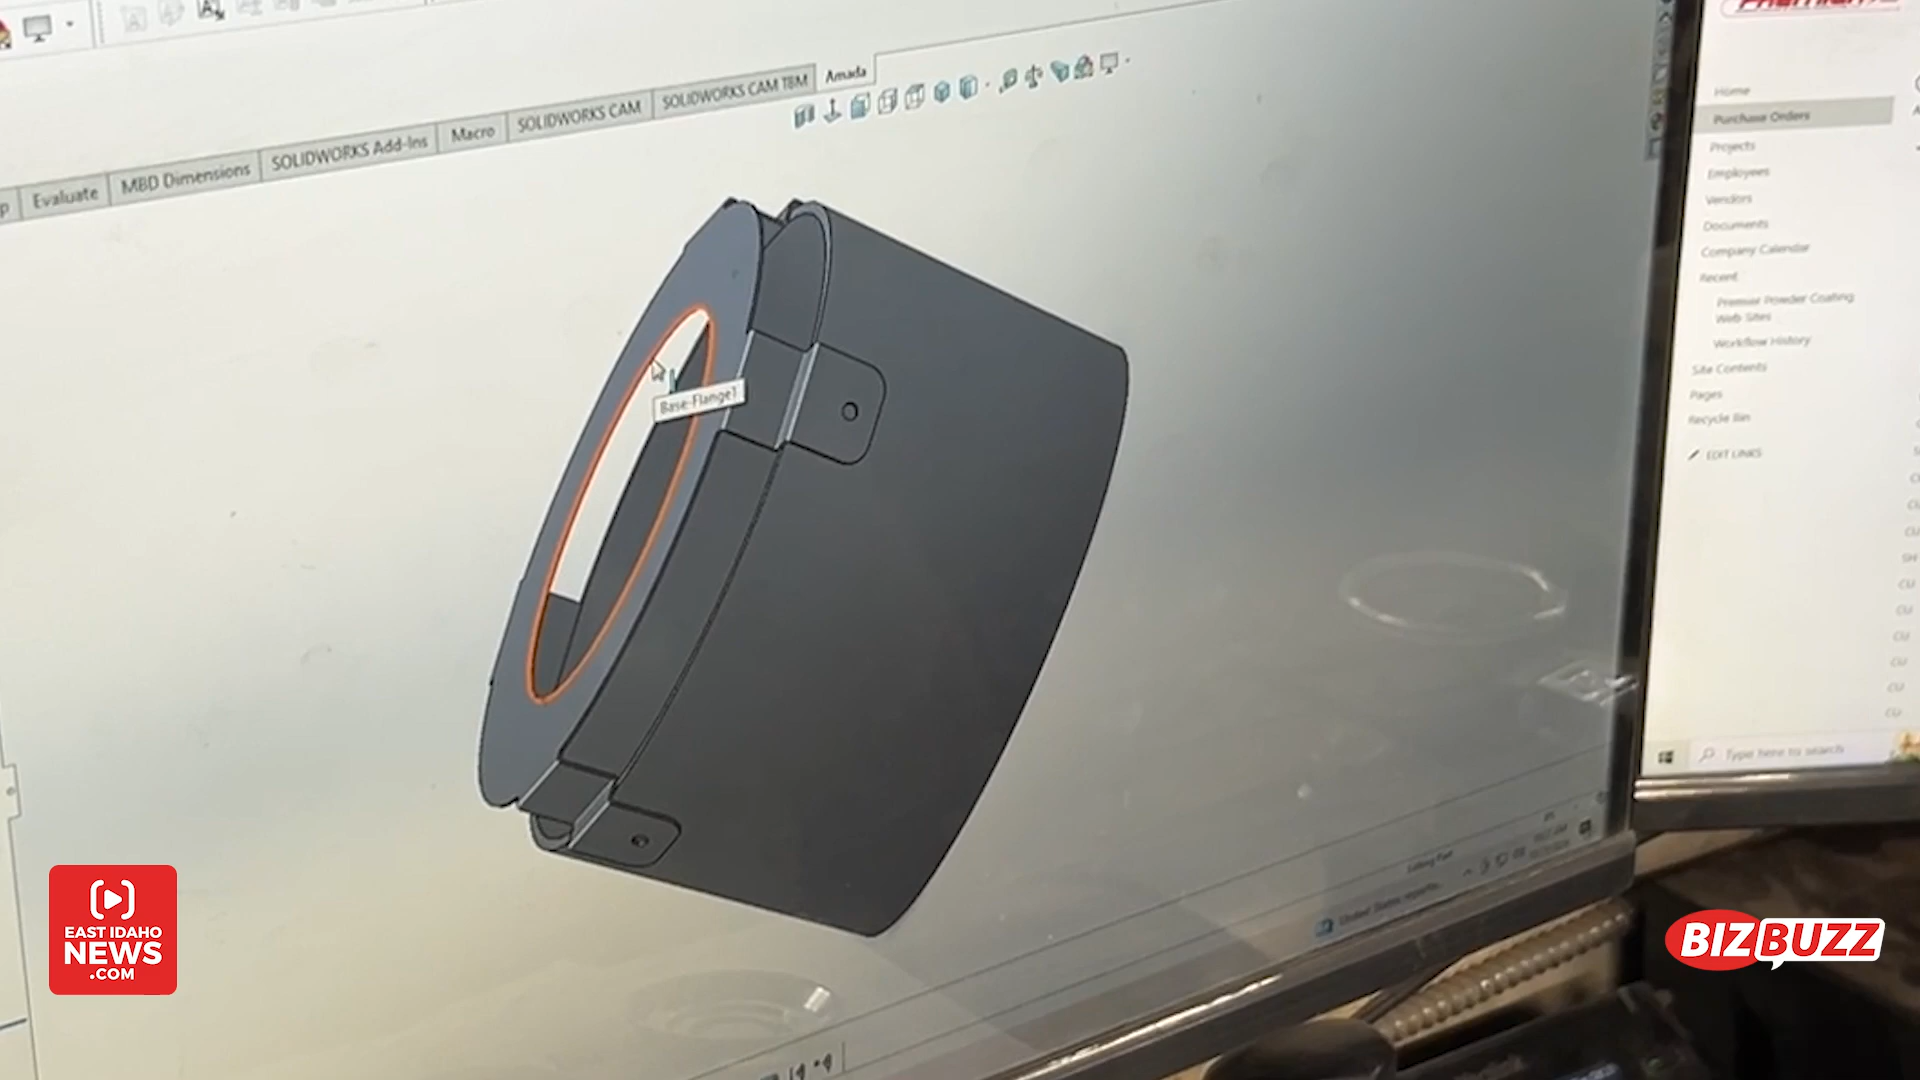 Evaluate
MBD Dimensions
SOLIDWORKS Add-Ins
Macro
SOLIDWORKS CAM
SOLIDWORKS CAM TBM
Amada
Base-Flange1
Home
Purchase Orders
Projects
Employees
Vendors
Documents
Company Calendar
Recent
Premier Powder Coating
Web Sites
Workflow History
Site Contents
Pages
Recycle Bin
EDIT LINKS
Type here to search
Editing Part
EAST IDAHO
NEWS
.COM
BIZBUZZ